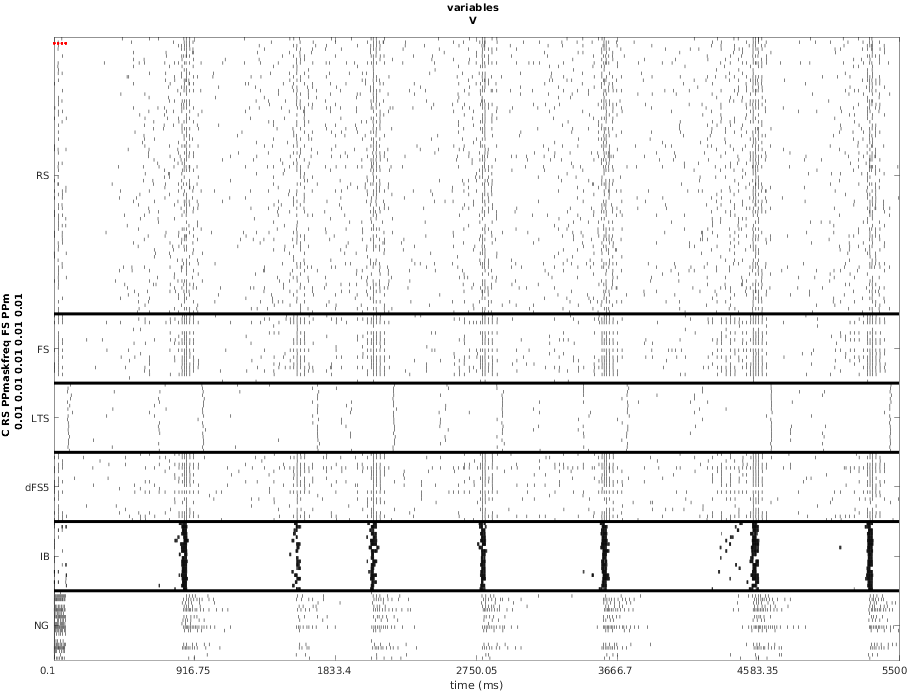 variables
V
C RS PPmaskfreq FS PPm
0.01 0.01 0.01 0.01 0.01
RS
FS
LTS
dFS5
IB
NG
0.1 916.75 1833.4 2750.05 3666.7 4583.35 5500
time (ms)